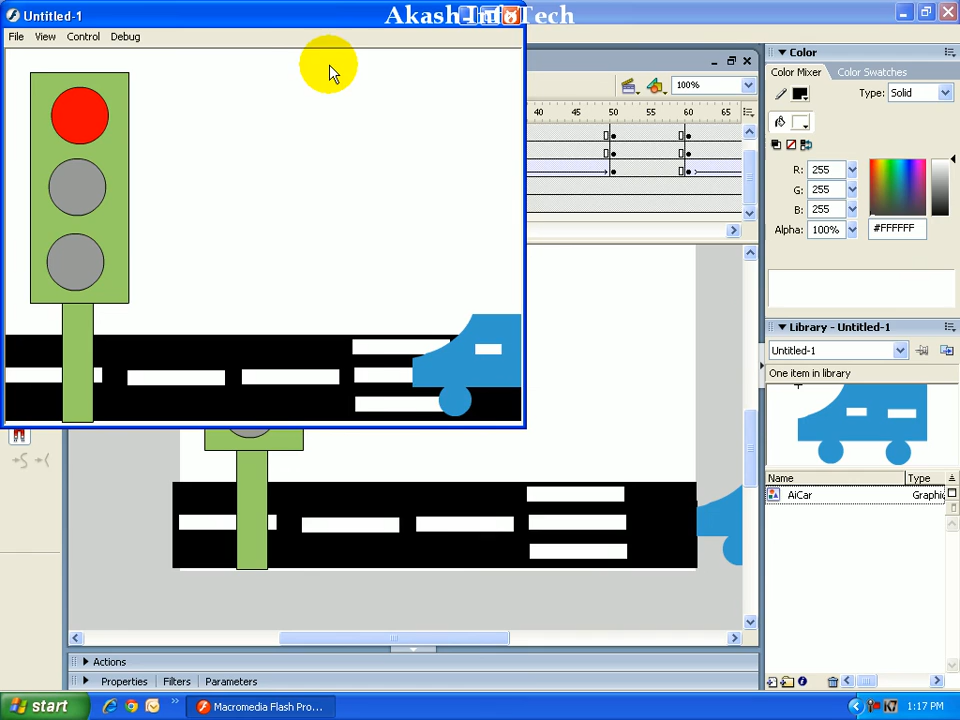 Untitled-1
Akash InfoTech
File View Control Debug
100%
40 45 50 55 60 65
Color
Color Mixer Color Swatches
Type: Solid
R: 255
G: 255
B: 255
Alpha: 100% #FFFFFF
Library - Untitled-1
Untitled-1
One item in library
Name Type
AiCar Graphic
Actions
Properties Filters Parameters
start
Macromedia Flash Pro...
1:17 PM